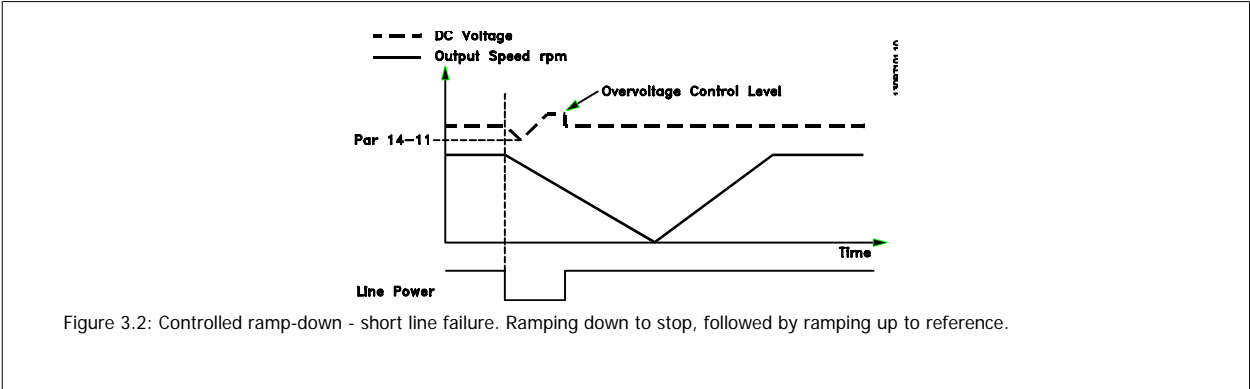 DC Voltage
Output Speed rpm
Overvoltage Control Level
Par 14-11
Time
Line Power
Figure 3.2: Controlled ramp-down - short line failure. Ramping down to stop, followed by ramping up to reference.